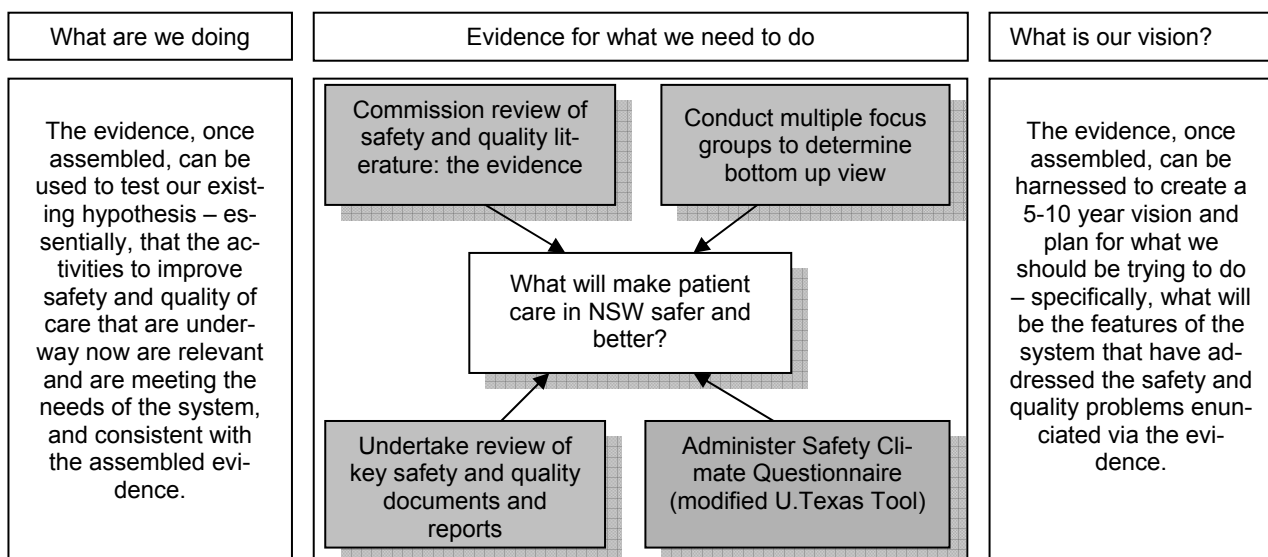 What are we doing
Evidence for what we need to do
What is our vision?
The evidence, once
assembled, can be
used to test our exist-
ing hypothesis – es-
sentially, that the ac-
tivities to improve
safety and quality of
care that are under-
way now are relevant
and are meeting the
needs of the system,
and consistent with
the assembled evi-
dence.
Commission review of
safety and quality lit-
erature: the evidence
Conduct multiple focus
groups to determine
bottom up view
What will make patient
care in NSW safer and
better?
Undertake review of
key safety and quality
documents and
reports
Administer Safety Cli-
mate Questionnaire
(modified U.Texas Tool)
The evidence, once
assembled, can be
harnessed to create a
5-10 year vision and
plan for what we
should be trying to do
– specifically, what will
be the features of the
system that have ad-
dressed the safety and
quality problems enun-
ciated via the evi-
dence.